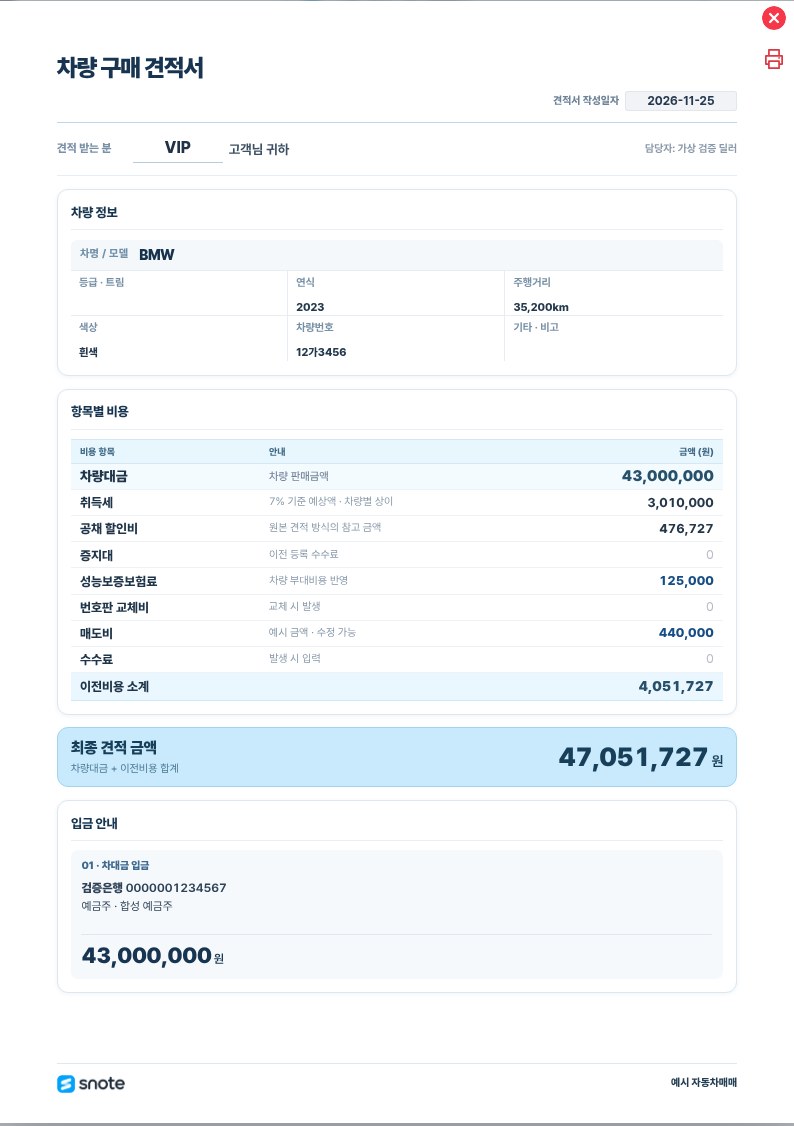 차량 구매 견적서
견적서 작성일자 2026-11-25
견적 받는 분 VIP 고객님 귀하 담당자: 가상 검증 딜러
차량 정보
차명 / 모델 BMW
등급 · 트림 연식 주행거리
2023 35,200km
색상 차량번호 기타 · 비고
흰색 12가3456
항목별 비용
비용 항목 안내 금액 (원)
차량대금 차량 판매금액 43,000,000
취득세 7% 기준 예상액 · 차량별 상이 3,010,000
공채 할인비 원본 견적 방식의 참고 금액 476,727
증지대 이전 등록 수수료 0
성능보증보험료 차량 부대비용 반영 125,000
번호판 교체비 교체 시 발생 0
매도비 예시 금액 · 수정 가능 440,000
수수료 발생 시 입력 0
이전비용 소계 4,051,727
최종 견적 금액 47,051,727 원
차량대금 + 이전비용 합계
입금 안내
01 · 차대금 입금
검증은행 0000001234567
예금주 · 합성 예금주
43,000,000 원
snote 예시 자동차매매